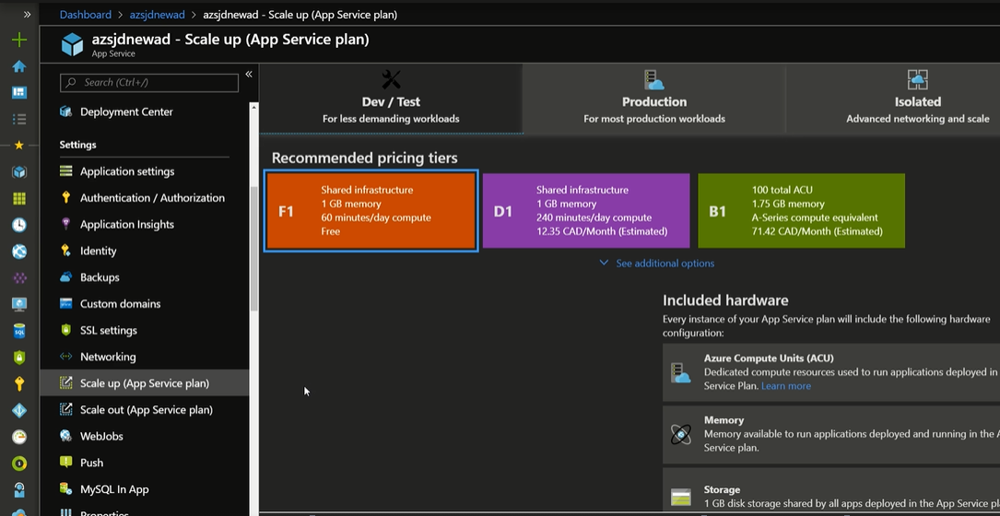 Dashboard > azsjdnewad > azsjdnewad - Scale up (App Service plan)
azsjdnewad - Scale up (App Service plan)
App Service
Search (Ctrl+/)
Deployment Center
Settings
Application settings
Authentication / Authorization
Application Insights
Identity
Backups
Custom domains
SSL settings
Networking
Scale up (App Service plan)
Scale out (App Service plan)
WebJobs
Push
MySQL In App
Properties
Dev / Test
For less demanding workloads
Production
For most production workloads
Isolated
Advanced networking and scale
Recommended pricing tiers
F1
Shared infrastructure
1 GB memory
60 minutes/day compute
Free
D1
Shared infrastructure
1 GB memory
240 minutes/day compute
12.35 CAD/Month (Estimated)
B1
100 total ACU
1.75 GB memory
A-Series compute equivalent
71.42 CAD/Month (Estimated)
See additional options
Included hardware
Every instance of your App Service plan will include the following hardware
configuration:
Azure Compute Units (ACU)
Dedicated compute resources used to run applications deployed in
Service Plan. Learn more
Memory
Memory available to run applications deployed and running in the
Service plan.
Storage
1 GB disk storage shared by all apps deployed in the App Service